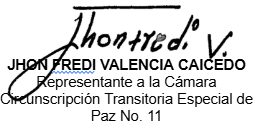 Jhonfredi V.
JHON FREDI VALENCIA CAICEDO
Representante a la Cámara
Circunscripción Transitoria Especial de
Paz No. 11